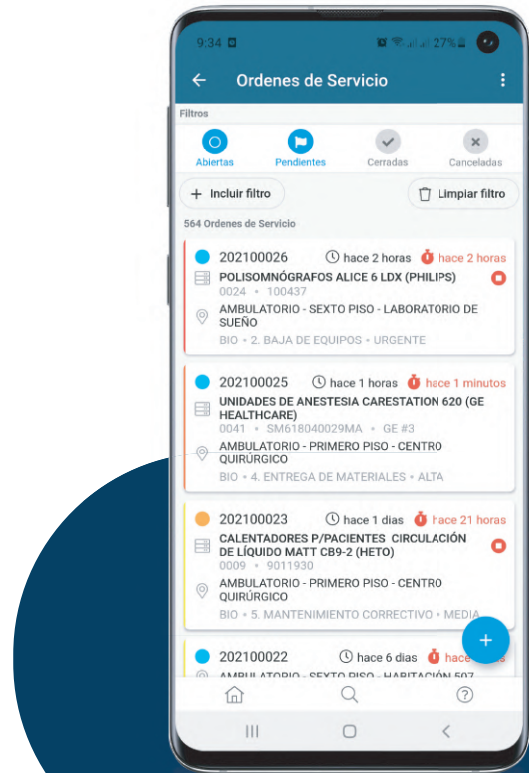 9:34 27%
Ordenes de Servicio
Filtros
Abiertas Pendientes Cerradas Canceladas
+ Incluir filtro Limpiar filtro
564 Ordenes de Servicio
202100026 hace 2 horas hace 2 horas
POLISOMNÓGRAFOS ALICE 6 LDX (PHILIPS)
0024 • 100437
AMBULATORIO - SEXTO PISO - LABORATORIO DE
SUEÑO
BIO • 2. BAJA DE EQUIPOS • URGENTE
202100025 hace 1 horas hace 1 minutos
UNIDADES DE ANESTESIA CARESTATION 620 (GE
HEALTHCARE)
0041 • SM618040029MA • GE #3
AMBULATORIO - PRIMERO PISO - CENTRO
QUIRÚRGICO
BIO • 4. ENTREGA DE MATERIALES • ALTA
202100023 hace 1 dias hace 21 horas
CALENTADORES P/PACIENTES CIRCULACIÓN
DE LÍQUIDO MATT CB9-2 (HETO)
0009 • 9011930
AMBULATORIO - PRIMERO PISO - CENTRO
QUIRÚRGICO
BIO • 5. MANTENIMIENTO CORRECTIVO • MEDIA
202100022 hace 6 dias hace
AMBULATORIO - SEXTO PISO - HABITACIÓN 507